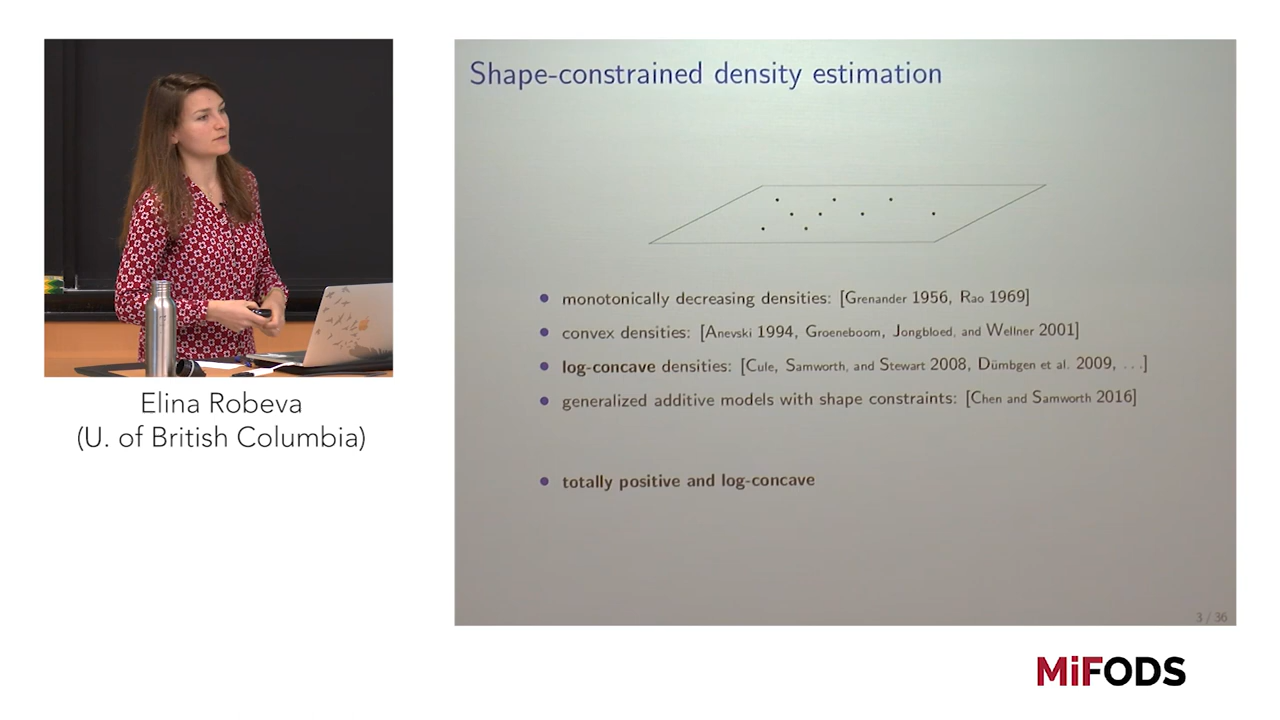 Shape-constrained density estimation
• monotonically decreasing densities: [Grenander 1956, Rao 1969]
• convex densities: [Anevski 1994, Groeneboom, Jongbloed, and Wellner 2001]
• log-concave densities: [Cule, Samworth, and Stewart 2008, Dümbgen et al. 2009, ...]
• generalized additive models with shape constraints: [Chen and Samworth 2016]
• totally positive and log-concave
3 / 36
Elina Robeva
(U. of British Columbia)
MiFODS